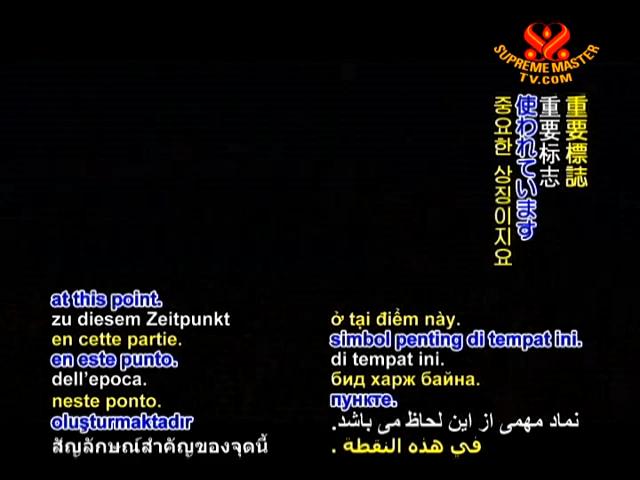 SUPREME MASTER
TV.COM
重要標誌
重要标志
使われています
중요한 상징이지요
at this point.
zu diesem Zeitpunkt
en cette partie.
en este punto.
dell'epoca.
neste ponto.
oluşturmaktadır
สัญลักษณ์สำคัญของจุดนี้
ở tại điểm này.
simbol penting di tempat ini.
di tempat ini.
бид харж байна.
пункте.
نماد مهمی از این لحاظ می باشد.
في هذه النقطة .